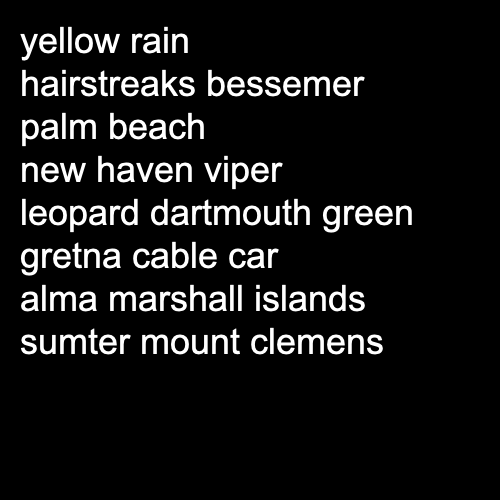 yellow rain
hairstreaks bessemer
palm beach
new haven viper
leopard dartmouth green
gretna cable car
alma marshall islands
sumter mount clemens